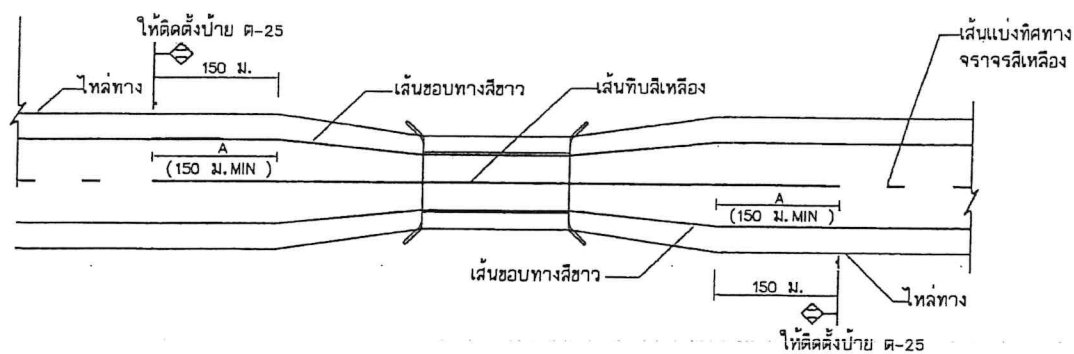 ให้ติดตั้งป้าย ต-25
150 ม.
ไหล่ทาง
เส้นขอบทางสีขาว
เส้นทึบสีเหลือง
เส้นแบ่งทิศทาง
จราจรสีเหลือง
A
(150 ม.MIN)
A
(150 ม.MIN)
เส้นขอบทางสีขาว
150 ม.
ไหล่ทาง
ให้ติดตั้งป้าย ต-25